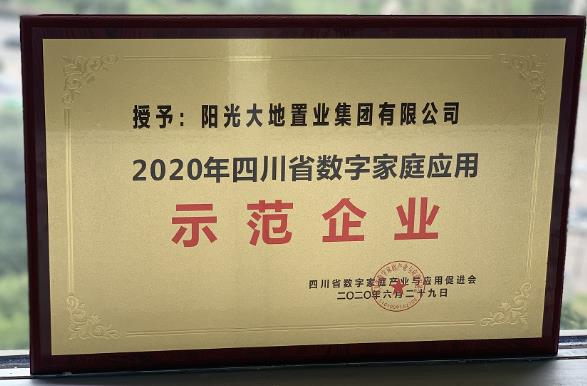 授予：阳光大地置业集团有限公司
2020年四川省数字家庭应用
示范企业
四川省数字家庭产业与应用促进会
二〇二〇年六月二十九日